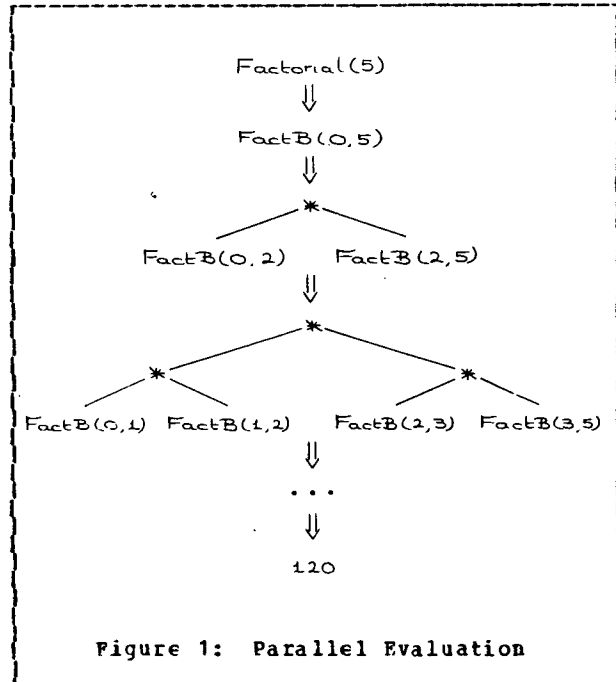 Factorial(5)
⇓
FactB(0,5)
⇓
*
FactB(0,2) FactB(2,5)
⇓
*
* *
FactB(0,1) FactB(1,2) FactB(2,3) FactB(3,5)
⇓
...
⇓
120
Figure 1: Parallel Evaluation